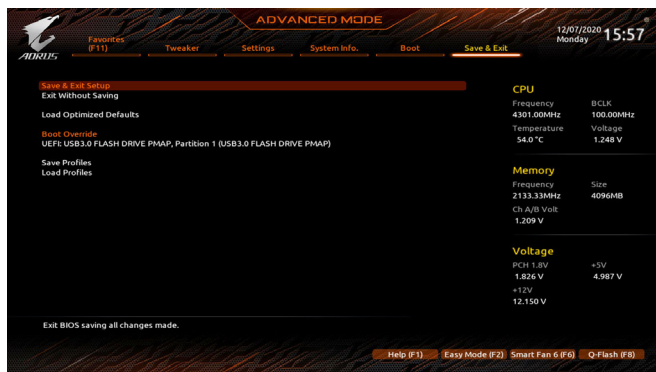 ADVANCED MODE
12/07/2020 15:57
Monday
AORUS
Favorites
(F11)
Tweaker
Settings
System Info.
Boot
Save & Exit
Save & Exit Setup
Exit Without Saving
Load Optimized Defaults
Boot Override
UEFI: USB3.0 FLASH DRIVE PMAP, Partition 1 (USB3.0 FLASH DRIVE PMAP)
Save Profiles
Load Profiles
CPU
Frequency BCLK
4301.00MHz 100.00MHz
Temperature Voltage
54.0 °C 1.248 V
Memory
Frequency Size
2133.33MHz 4096MB
Ch A/B Volt
1.209 V
Voltage
PCH 1.8V +5V
1.826 V 4.987 V
+12V
12.150 V
Exit BIOS saving all changes made.
Help (F1) Easy Mode (F2) Smart Fan 6 (F6) Q-Flash (F8)